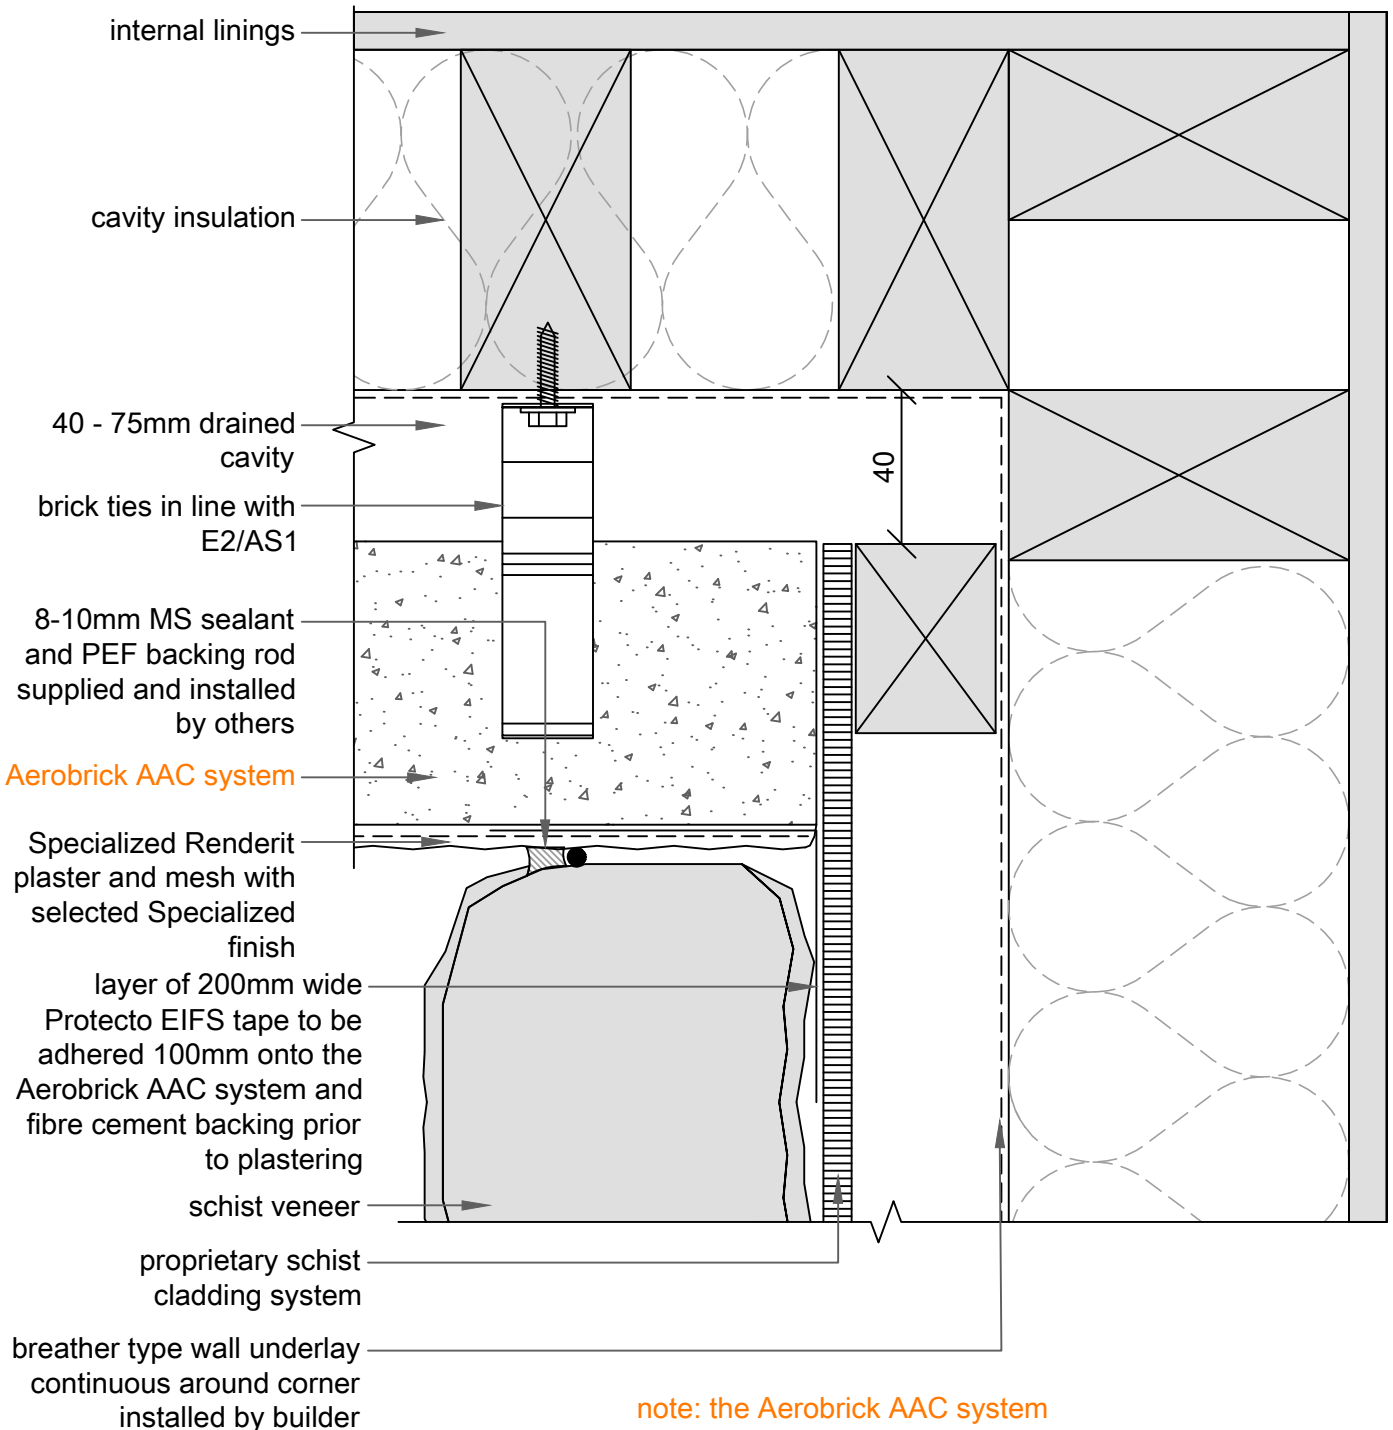 internal linings
cavity insulation
40 - 75mm drained
cavity
40
brick ties in line with
E2/AS1
8-10mm MS sealant
and PEF backing rod
supplied and installed
by others
Aerobrick AAC system
Specialized Renderit
plaster and mesh with
selected Specialized
finish
layer of 200mm wide
Protecto EIFS tape to be
adhered 100mm onto the
Aerobrick AAC system and
fibre cement backing prior
to plastering
schist veneer
proprietary schist
cladding system
breather type wall underlay
continuous around corner
installed by builder
note: the Aerobrick AAC system